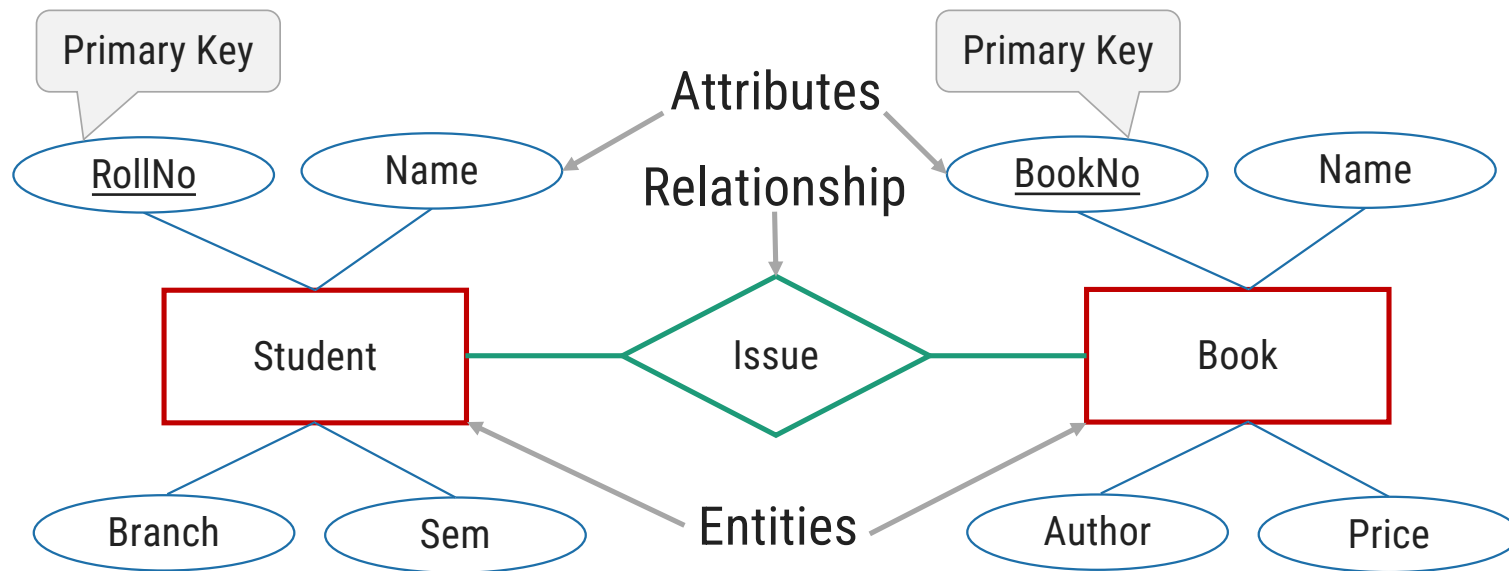 Primary Key
Primary Key
Attributes
RollNo
Name
BookNo
Name
Relationship
Student
Issue
Book
Branch
Sem
Entities
Author
Price